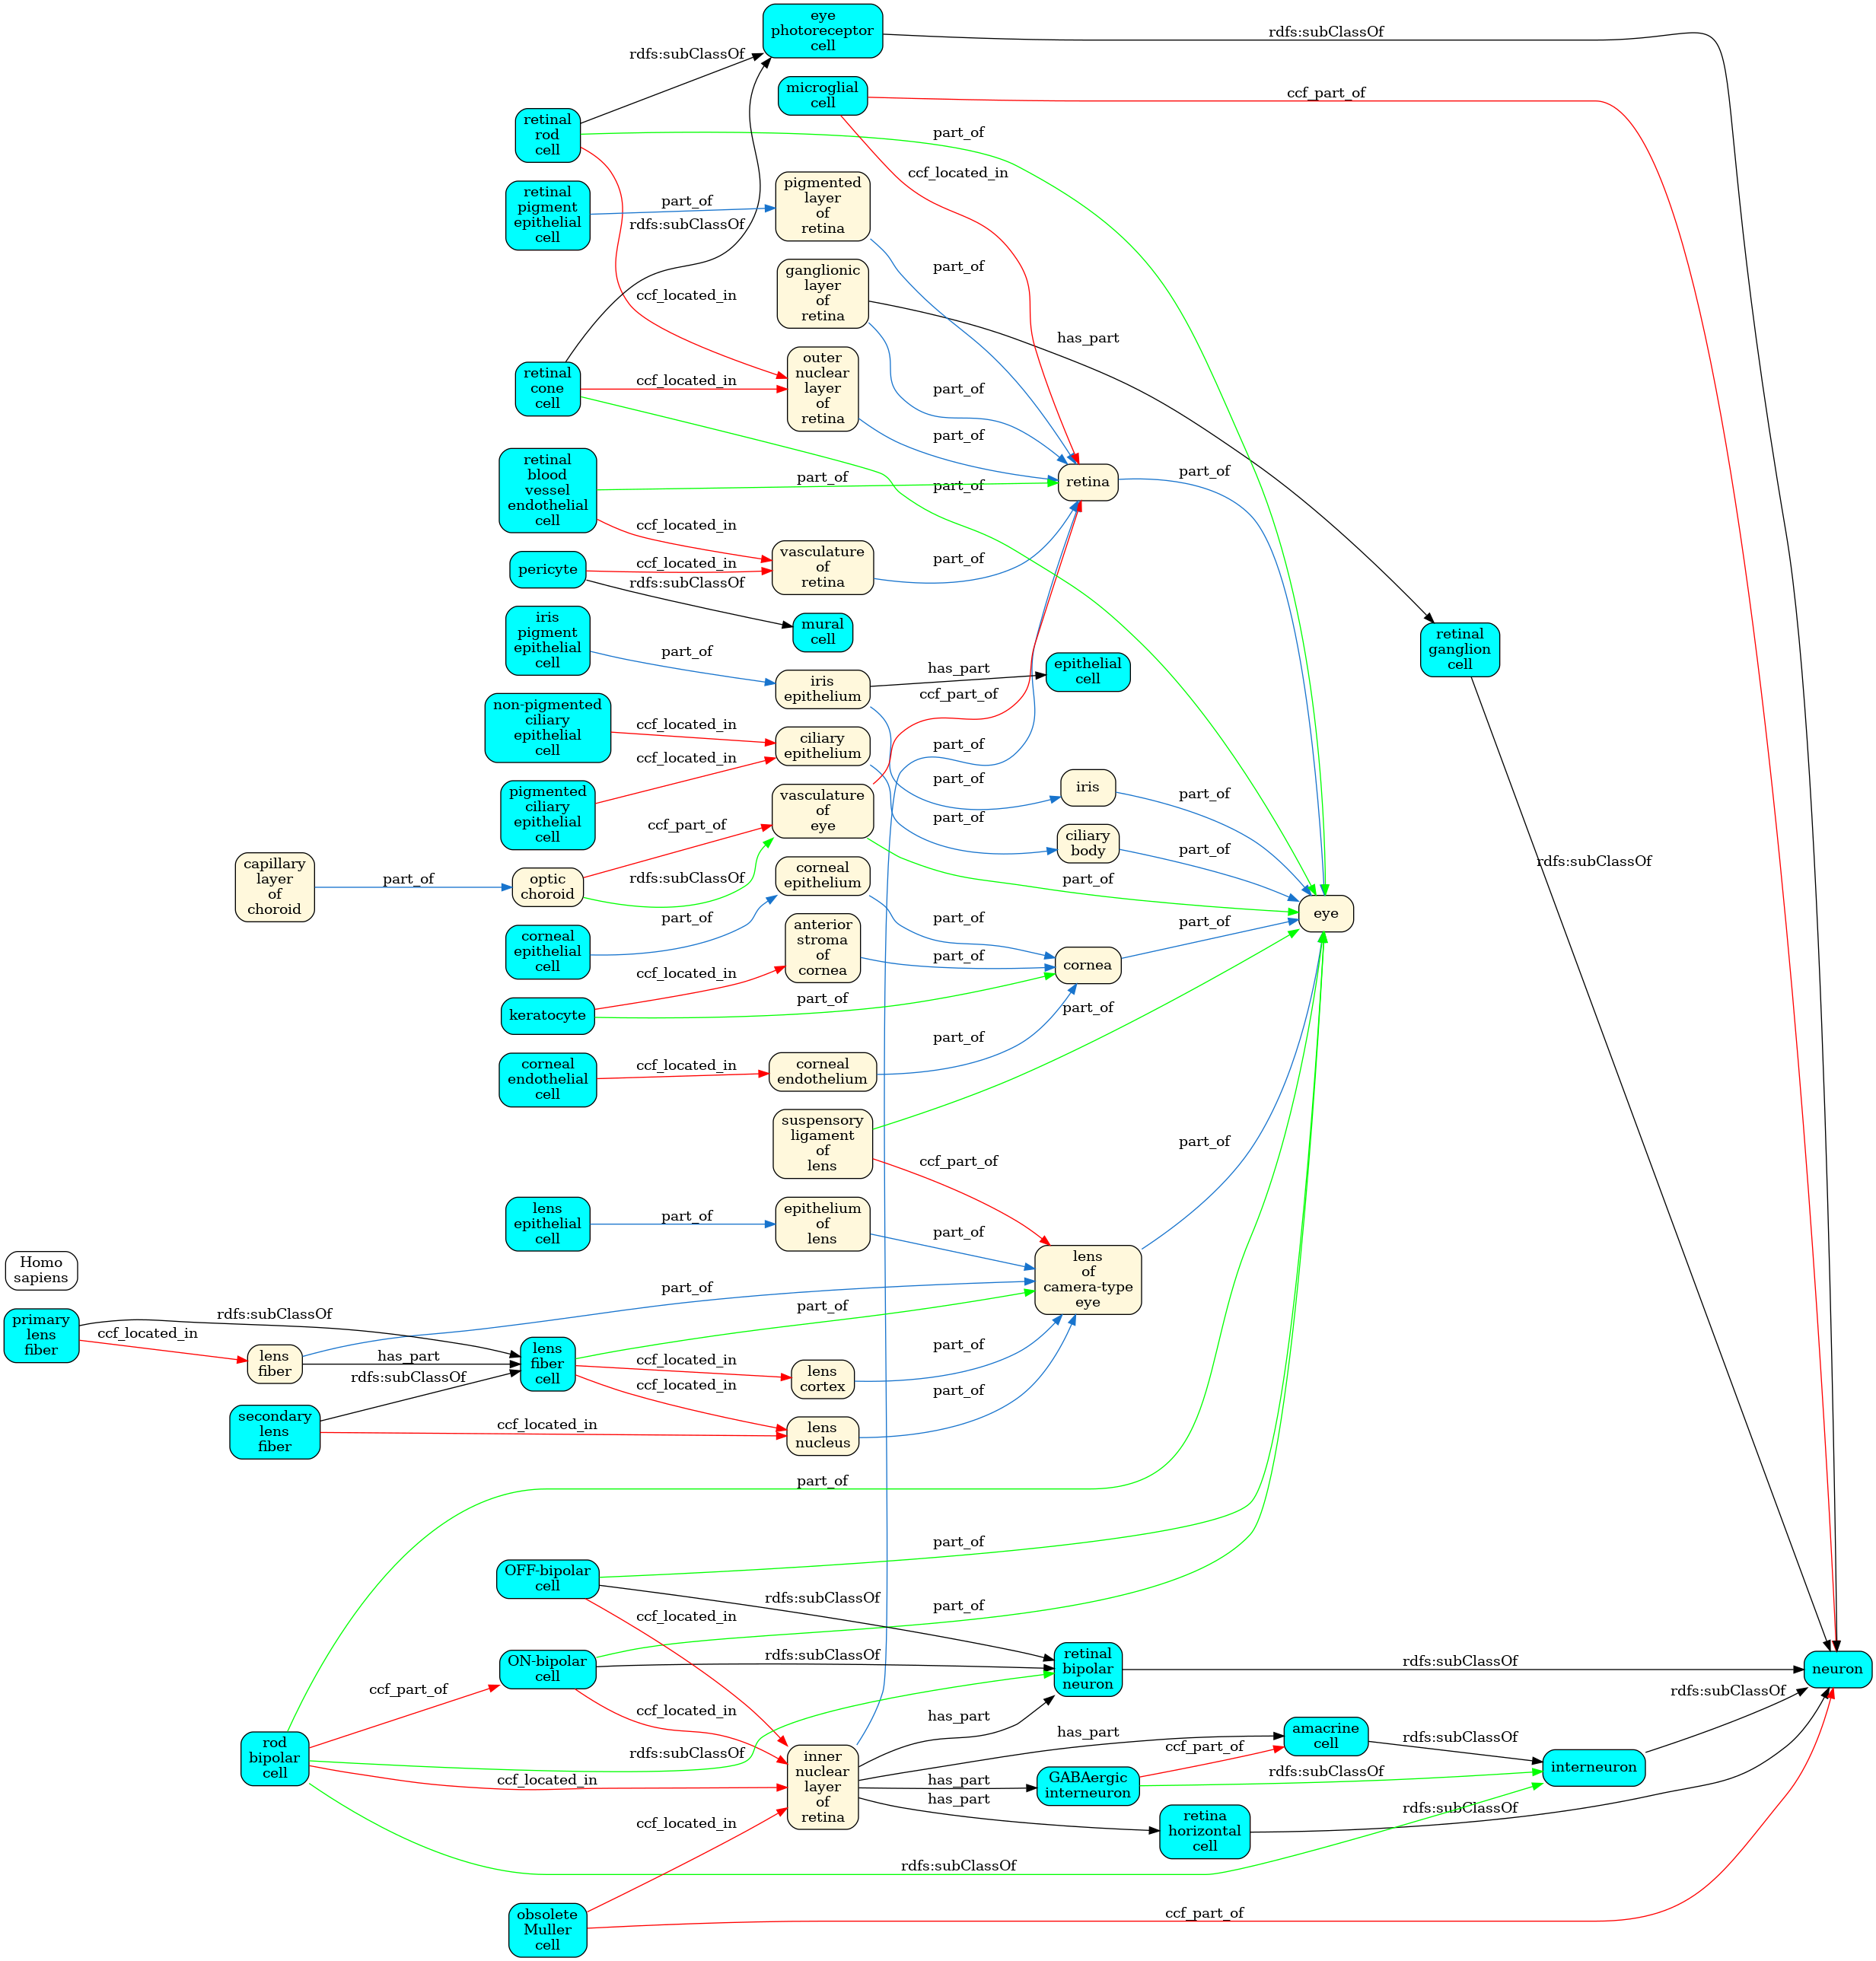 eye
photoreceptor
cell
rdfs:subClassOf
microglial
cell
ccf_part_of
rdfs:subClassOf
retinal
rod
cell
part_of
ccf_located_in
retinal
pigment
epithelial
cell
part_of
pigmented
layer
of
retina
rdfs:subClassOf
part_of
ganglionic
layer
of
retina
ccf_located_in
has_part
outer
nuclear
layer
of
retina
retinal
cone
cell
ccf_located_in
part_of
part_of
retinal
blood
vessel
endothelial
cell
part_of
part_of
retina
part_of
ccf_located_in
vasculature
of
retina
part_of
pericyte
ccf_located_in
rdfs:subClassOf
mural
cell
iris
pigment
epithelial
cell
part_of
iris
epithelium
has_part
epithelial
cell
retinal
ganglion
cell
ccf_part_of
non-pigmented
ciliary
epithelial
cell
ccf_located_in
ciliary
epithelium
part_of
pigmented
ciliary
epithelial
cell
ccf_located_in
vasculature
of
eye
part_of
iris
part_of
ccf_part_of
part_of
ciliary
body
part_of
rdfs:subClassOf
capillary
layer
of
choroid
part_of
optic
choroid
rdfs:subClassOf
corneal
epithelium
part_of
eye
corneal
epithelial
cell
part_of
anterior
stroma
of
cornea
part_of
part_of
cornea
part_of
keratocyte
ccf_located_in
part_of
part_of
corneal
endothelial
cell
ccf_located_in
corneal
endothelium
part_of
suspensory
ligament
of
lens
ccf_part_of
part_of
lens
epithelial
cell
part_of
epithelium
of
lens
part_of
lens
of
camera-type
eye
Homo
sapiens
primary
lens
fiber
rdfs:subClassOf
ccf_located_in
lens
fiber
part_of
has_part
rdfs:subClassOf
lens
fiber
cell
part_of
ccf_located_in
ccf_located_in
lens
cortex
part_of
secondary
lens
fiber
ccf_located_in
lens
nucleus
part_of
part_of
OFF-bipolar
cell
part_of
rdfs:subClassOf
ccf_located_in
ON-bipolar
cell
part_of
rdfs:subClassOf
ccf_located_in
retinal
bipolar
neuron
rdfs:subClassOf
neuron
rod
bipolar
cell
ccf_part_of
rdfs:subClassOf
ccf_located_in
inner
nuclear
layer
of
retina
has_part
has_part
has_part
has_part
GABAergic
interneuron
ccf_part_of
amacrine
cell
rdfs:subClassOf
rdfs:subClassOf
interneuron
rdfs:subClassOf
retina
horizontal
cell
rdfs:subClassOf
ccf_located_in
rdfs:subClassOf
obsolete
Muller
cell
ccf_part_of